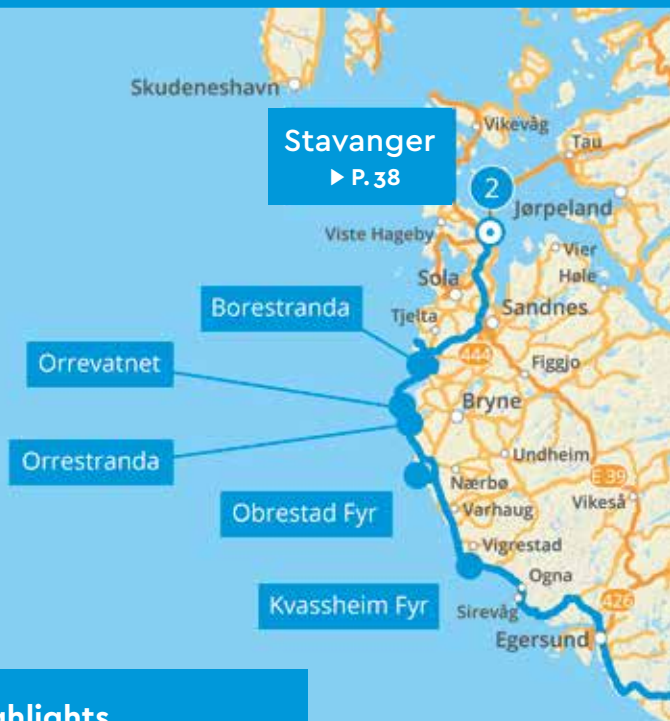 Skudeneshavn
Stavanger
▶ P. 38
Vikevåg
Tau
2
Jørpeland
Viste Hageby
Vier
Sola
Høle
Borestranda
Tjelta
Sandnes
444
Orrevatnet
Figgjo
Bryne
Orrestranda
Undheim
Nærbø
E 39
Obrestad Fyr
Varhaug
Vikeså
Vigrestad
Ogna
Kvassheim Fyr
Sirevåg
426
Egersund